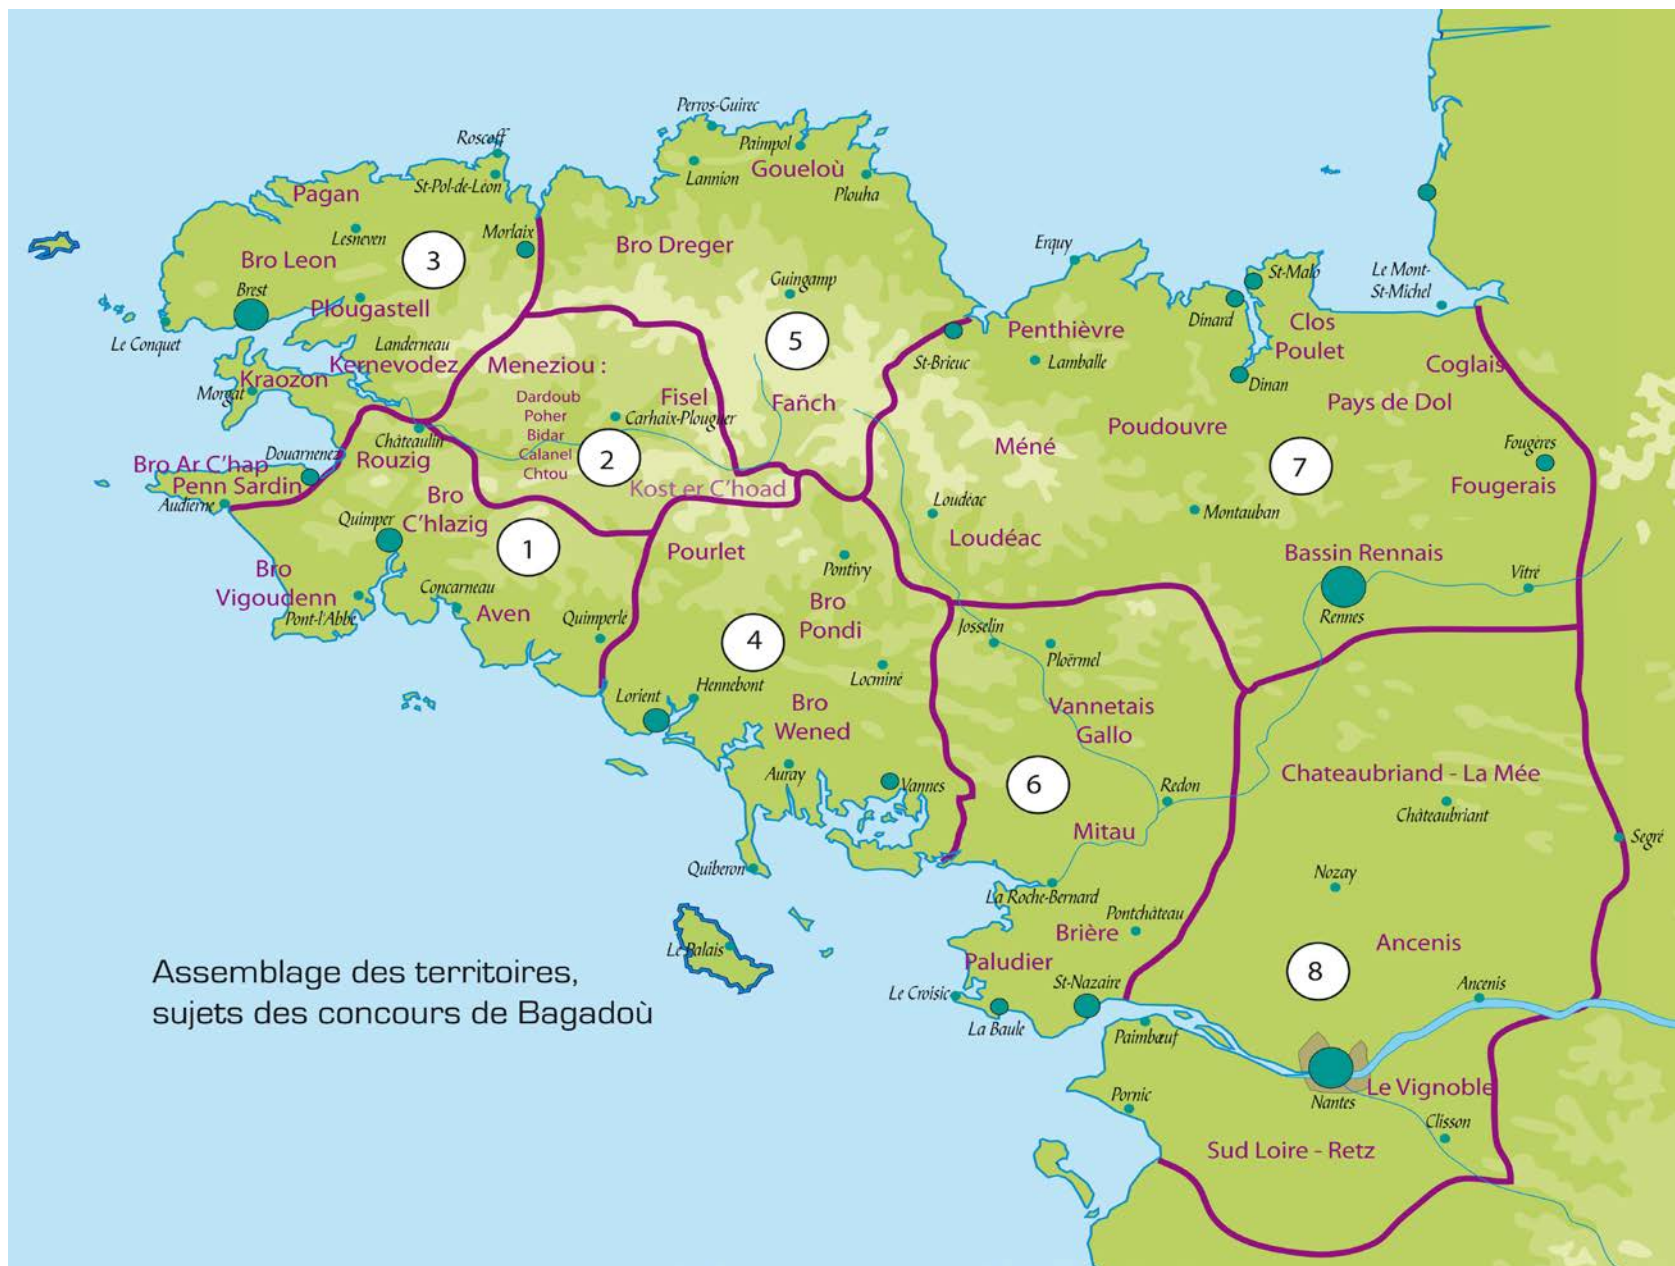 Perros-Guirec
Roscoff
Paimpol
Goueloù
St-Pol-de-Léon
Lannion
Plouha
Pagan
Lesneven
Morlaix
Bro Leon
3
Bro Dreger
Erquy
St-Malo
Le Mont-
St-Michel
Brest
Plougastell
Guingamp
Dinard
Clos
Poulet
Le Conquet
Landerneau
Kernevodez
Meneziou :
5
St-Brieuc
Penthièvre
Lamballe
Coglais
Kraozon
Morgat
Dinan
Dardoub
Poher
Bidar
Calanel
Chtou
Fisel
Carhaix-Plouguer
Fañch
Pays de Dol
Châteaulin
Poudouvre
Méné
Fougères
Douarnenez
Rouzig
2
7
Bro Ar C'hap
Penn Sardin
Audierne
Kost er C'hoad
Fougerais
Bro
C'hlazig
Loudéac
Montauban
Quimper
1
Pourlet
Pontivy
Loudéac
Bassin Rennais
Vitré
Rennes
Bro
Vigoudenn
Pont-l'Abbé
Concarneau
Aven
Quimperlé
Bro
Pondi
4
Josselin
Ploërmel
Locminé
Lorient
Hennebont
Bro
Wened
Vannetais
Gallo
Auray
Vannes
6
Redon
Chateaubriand - La Mée
Châteaubriant
Mitau
Segré
Quiberon
La Roche-Bernard
Nozay
Pontchâteau
Brière
Ancenis
Le Palais
Paludier
8
Assemblage des territoires,
sujets des concours de Bagadoù
Le Croisic
St-Nazaire
Ancenis
La Baule
Paimbœuf
Pornic
Nantes
Le Vignoble
Clisson
Sud Loire - Retz